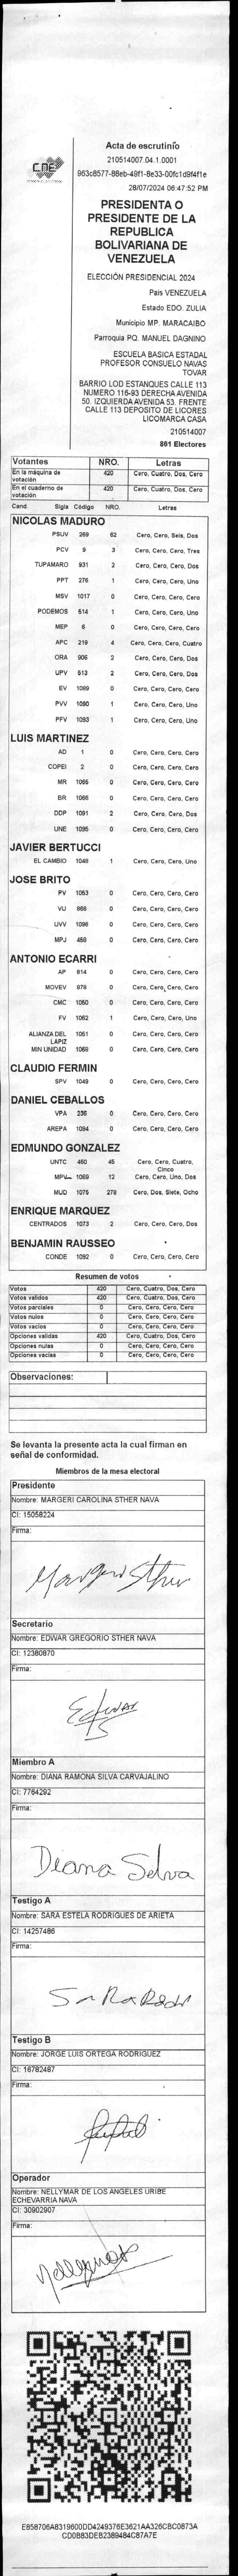 CNE
Acta de escrutinio
210514007.04.1.0001
963c8577-88eb-49f1-8e33-00fc1d9f4f1e
28/07/2024 06:47:52 PM
PRESIDENTA O
PRESIDENTE DE LA
REPUBLICA
BOLIVARIANA DE
VENEZUELA
ELECCIÓN PRESIDENCIAL 2024
País VENEZUELA
Estado EDO. ZULIA
Municipio MP. MARACAIBO
Parroquia PQ. MANUEL DAGNINO
ESCUELA BASICA ESTADAL
PROFESOR CONSUELO NAVAS
TOVAR
BARRIO LOD ESTANQUES CALLE 113
NUMERO 116-93 DERECHA AVENIDA
50. IZQUIERDA AVENIDA 53. FRENTE
CALLE 113 DEPOSITO DE LICORES
LICOMARCA CASA
210514007
861 Electores
Votantes NRO. Letras
En la máquina de votación 420 Cero, Cuatro, Dos, Cero
En el cuaderno de votación 420 Cero, Cuatro, Dos, Cero
Cand. Sigla Código NRO. Letras
NICOLAS MADURO
PSUV 269 62 Cero, Cero, Seis, Dos
PCV 9 3 Cero, Cero, Cero, Tres
TUPAMARO 931 2 Cero, Cero, Cero, Dos
PPT 276 1 Cero, Cero, Cero, Uno
MSV 1017 0 Cero, Cero, Cero, Cero
PODEMOS 514 1 Cero, Cero, Cero, Uno
MEP 6 0 Cero, Cero, Cero, Cero
APC 219 4 Cero, Cero, Cero, Cuatro
ORA 906 2 Cero, Cero, Cero, Dos
UPV 513 2 Cero, Cero, Cero, Dos
EV 1089 0 Cero, Cero, Cero, Cero
PVV 1080 1 Cero, Cero, Cero, Uno
PFV 1093 1 Cero, Cero, Cero, Uno
LUIS MARTINEZ
AD 1 0 Cero, Cero, Cero, Cero
COPEI 2 0 Cero, Cero, Cero, Cero
MR 1065 0 Cero, Cero, Cero, Cero
BR 1066 0 Cero, Cero, Cero, Cero
DDP 1091 2 Cero, Cero, Cero, Dos
UNE 1095 0 Cero, Cero, Cero, Cero
JAVIER BERTUCCI
EL CAMBIO 1048 1 Cero, Cero, Cero, Uno
JOSE BRITO
PV 1053 0 Cero, Cero, Cero, Cero
VU 868 0 Cero, Cero, Cero, Cero
UVV 1096 0 Cero, Cero, Cero, Cero
MPJ 458 0 Cero, Cero, Cero, Cero
ANTONIO ECARRI
AP 814 0 Cero, Cero, Cero, Cero
MOVEV 878 0 Cero, Cero, Cero, Cero
CMC 1050 0 Cero, Cero, Cero, Cero
FV 1062 1 Cero, Cero, Cero, Uno
ALIANZA DEL LAPIZ 1051 0 Cero, Cero, Cero, Cero
MIN UNIDAD 1069 0 Cero, Cero, Cero, Cero
CLAUDIO FERMIN
SPV 1049 0 Cero, Cero, Cero, Cero
DANIEL CEBALLOS
VPA 236 0 Cero, Cero, Cero, Cero
AREPA 1094 0 Cero, Cero, Cero, Cero
EDMUNDO GONZALEZ
UNTC 460 45 Cero, Cero, Cuatro, Cinco
MPV 1069 12 Cero, Cero, Uno, Dos
MUD 1075 278 Cero, Dos, Siete, Ocho
ENRIQUE MARQUEZ
CENTRADOS 1073 2 Cero, Cero, Cero, Dos
BENJAMIN RAUSSEO
CONDE 1092 0 Cero, Cero, Cero, Cero
Resumen de votos
Votos 420 Cero, Cuatro, Dos, Cero
Votos validos 420 Cero, Cuatro, Dos, Cero
Votos parciales 0 Cero, Cero, Cero, Cero
Votos nulos 0 Cero, Cero, Cero, Cero
Votos vacios 0 Cero, Cero, Cero, Cero
Opciones validas 420 Cero, Cuatro, Dos, Cero
Opciones nulas 0 Cero, Cero, Cero, Cero
Opciones vacias 0 Cero, Cero, Cero, Cero
Observaciones:
Se levanta la presente acta la cual firman en
señal de conformidad.
Miembros de la mesa electoral
Presidente
Nombre: MARGERI CAROLINA STHER NAVA
CI: 15058224
Firma:
Margeri Sther
Secretario
Nombre: EDWAR GREGORIO STHER NAVA
CI: 12380870
Firma:
Edwar S
Miembro A
Nombre: DIANA RAMONA SILVA CARVAJALINO
CI: 7764292
Firma:
Diana Selva
Testigo A
Nombre: SARA ESTELA RODRIGUES DE ARIETA
CI: 14257486
Firma:
Testigo B
Nombre: JORGE LUIS ORTEGA RODRIGUEZ
CI: 16782487
Firma:
Operador
Nombre: NELLYMAR DE LOS ANGELES URIBE
ECHEVARRIA NAVA
CI: 30902907
Firma:
E858706A8319600DD4249376E3621AA326CBC0873A
CD0B83DEB2389484C87A7E